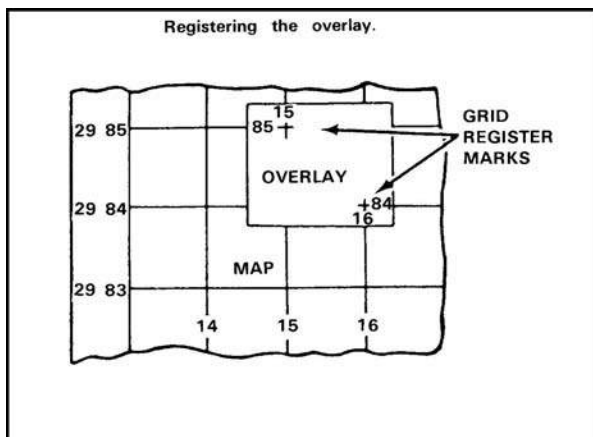 Registering the overlay.
15
29 85
85
GRID
REGISTER
MARKS
OVERLAY
29 84
84
16
MAP
29 83
14 15 16